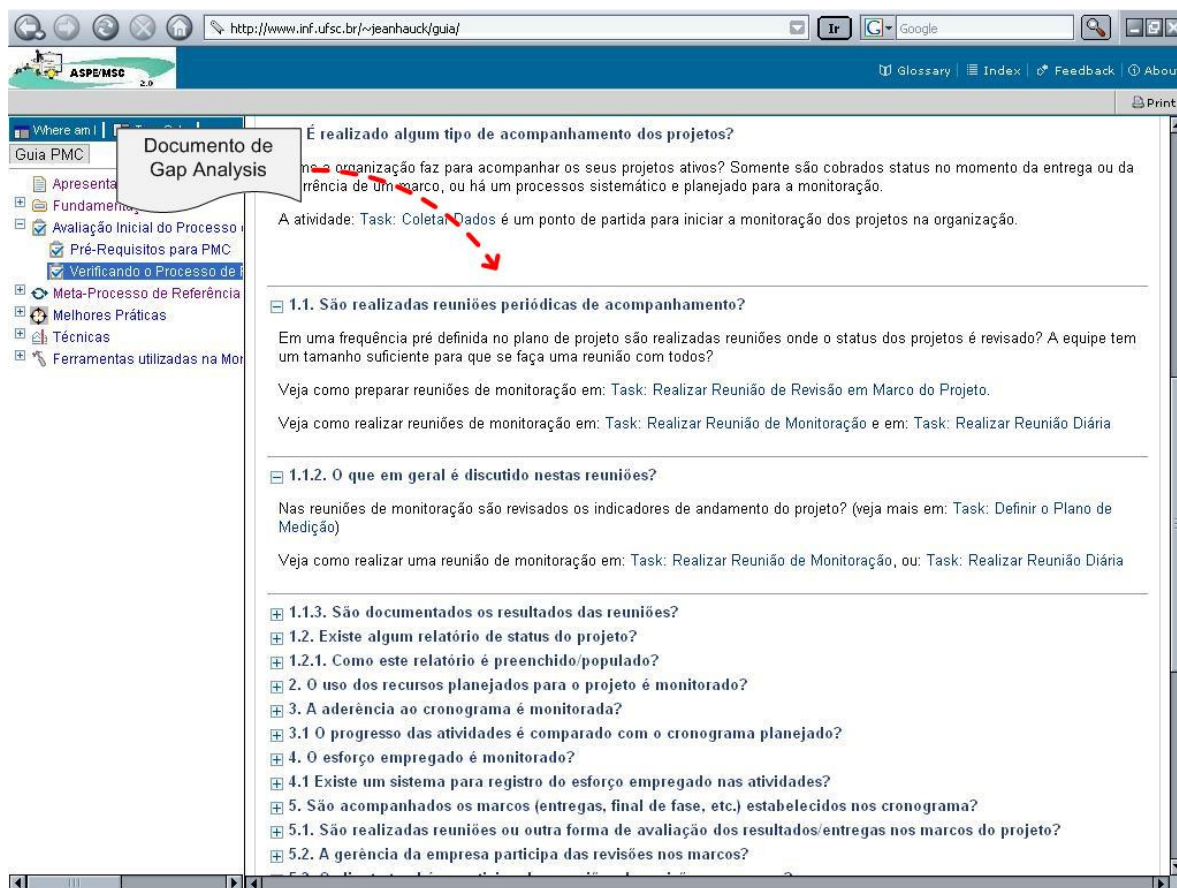 http://www.inf.ufsc.br/~jeanhauck/guia/
Ir
G
Google
ASPE/MSC
2.0
Glossary
Index
Feedback
About
Print
Where am I
Guia PMC
Documento de
Gap Analysis
Apresenta
Fundamen
Avaliação Inicial do Processo
Pré-Requisitos para PMC
Verificando o Processo de
Meta-Processo de Referência
Melhores Práticas
Técnicas
Ferramentas utilizadas na Mor
É realizado algum tipo de acompanhamento dos projetos?
a organização faz para acompanhar os seus projetos ativos? Somente são cobrados status no momento da entrega ou da
rrência de um marco, ou há um processos sistemático e planejado para a monitoração.
A atividade: Task: Coletar Dados é um ponto de partida para iniciar a monitoração dos projetos na organização.
1.1. São realizadas reuniões periódicas de acompanhamento?
Em uma frequência pré definida no plano de projeto são realizadas reuniões onde o status dos projetos é revisado? A equipe tem
um tamanho suficiente para que se faça uma reunião com todos?
Veja como preparar reuniões de monitoração em: Task: Realizar Reunião de Revisão em Marco do Projeto.
Veja como realizar reuniões de monitoração em: Task: Realizar Reunião de Monitoração e em: Task: Realizar Reunião Diária
1.1.2. O que em geral é discutido nestas reuniões?
Nas reuniões de monitoração são revisados os indicadores de andamento do projeto? (veja mais em: Task: Definir o Plano de
Medição)
Veja como realizar uma reunião de monitoração em: Task: Realizar Reunião de Monitoração, ou: Task: Realizar Reunião Diária
1.1.3. São documentados os resultados das reuniões?
1.2. Existe algum relatório de status do projeto?
1.2.1. Como este relatório é preenchido/populado?
2. O uso dos recursos planejados para o projeto é monitorado?
3. A aderência ao cronograma é monitorada?
3.1 O progresso das atividades é comparado com o cronograma planejado?
4. O esforço empregado é monitorado?
4.1 Existe um sistema para registro do esforço empregado nas atividades?
5. São acompanhados os marcos (entregas, final de fase, etc.) estabelecidos nos cronograma?
5.1. São realizadas reuniões ou outra forma de avaliação dos resultados/entregas nos marcos do projeto?
5.2. A gerência da empresa participa das revisões nos marcos?